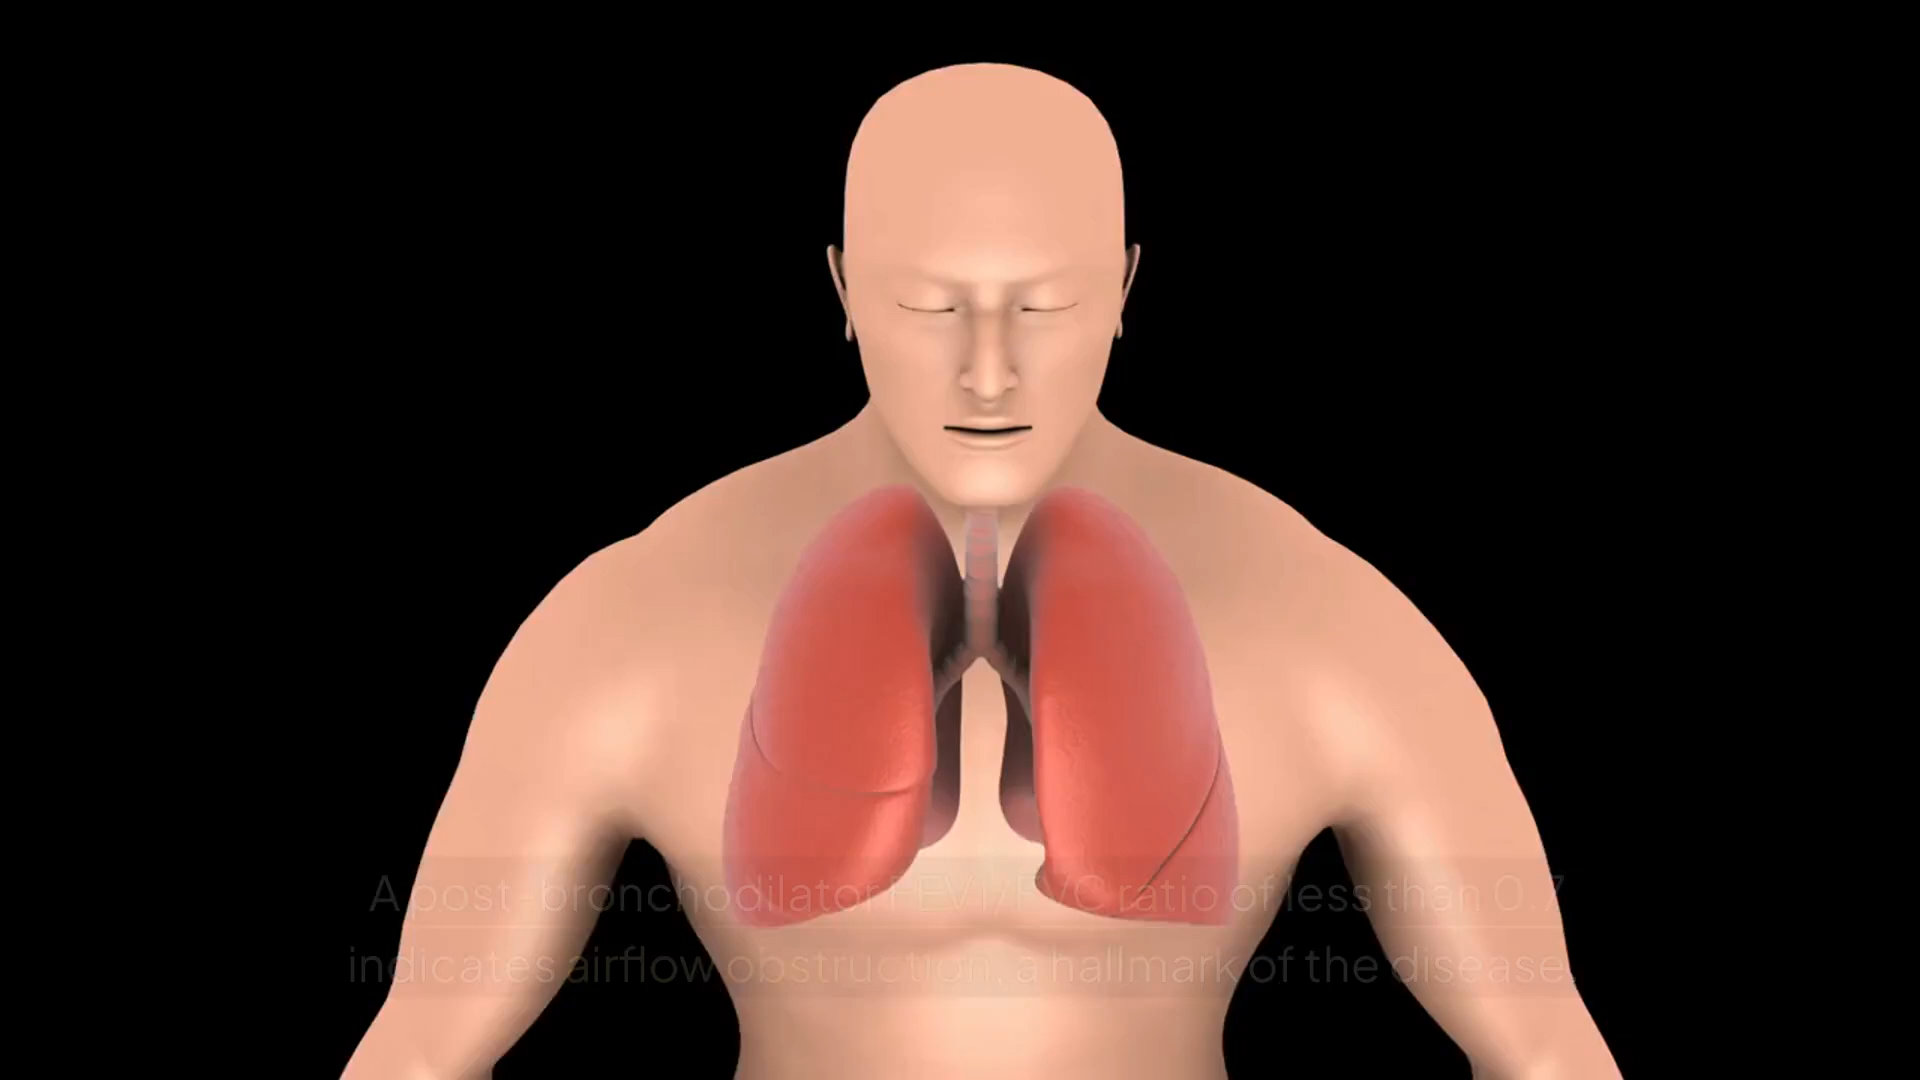 A post-bronchodilator FEV1/FVC ratio of less than 0.7
indicates airflow obstruction, a hallmark of the disease.